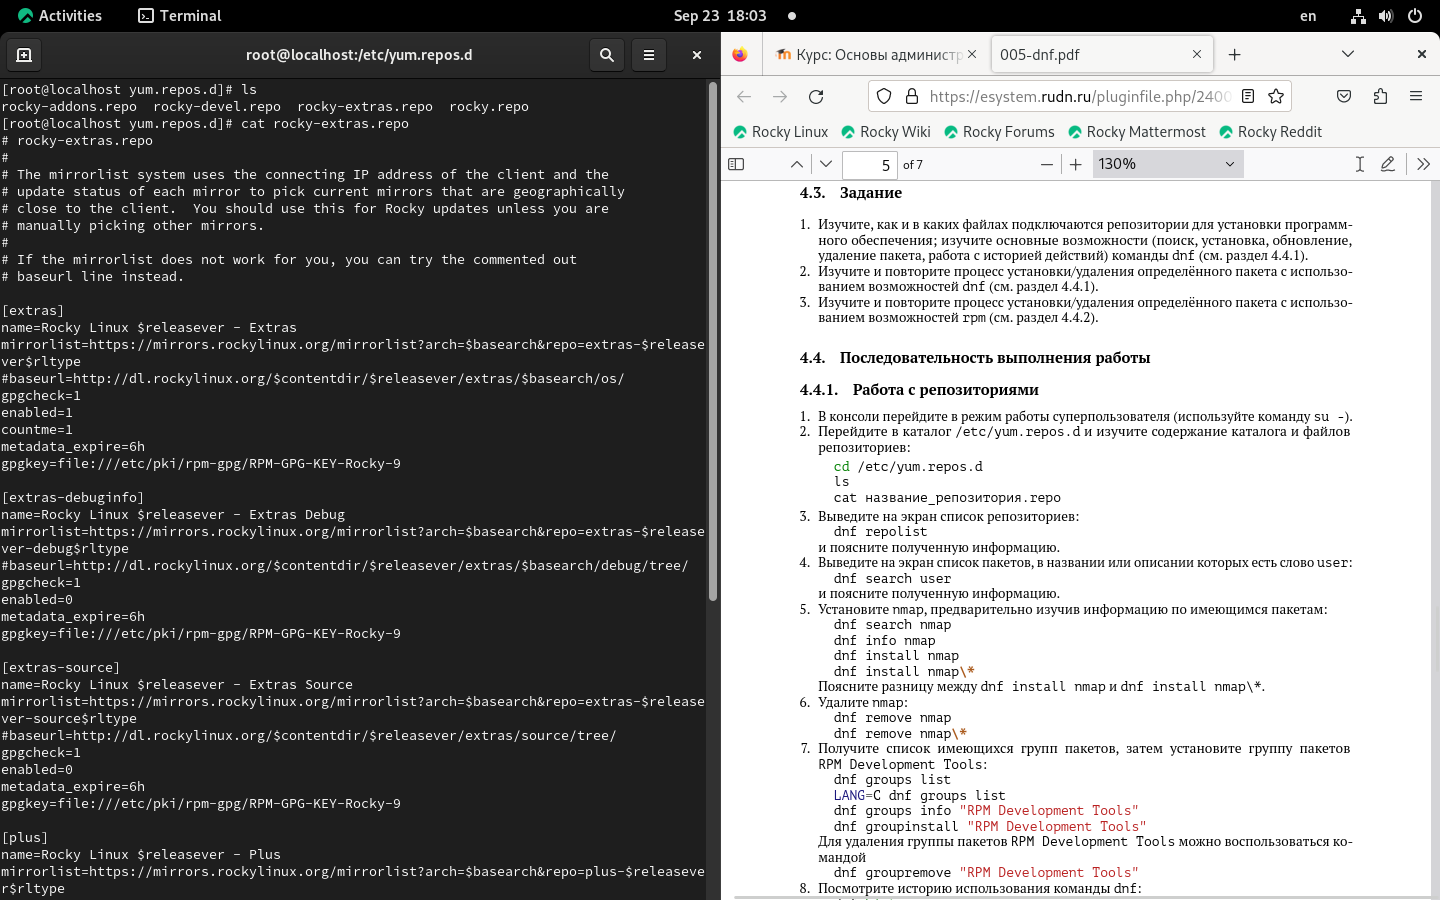 Activities
Terminal
Sep 23 18:03
en
root@localhost:/etc/yum.repos.d
[root@localhost yum.repos.d]# ls
rocky-addons.repo  rocky-devel.repo  rocky-extras.repo  rocky.repo
[root@localhost yum.repos.d]# cat rocky-extras.repo
# rocky-extras.repo
#
# The mirrorlist system uses the connecting IP address of the client and the
# update status of each mirror to pick current mirrors that are geographically
# close to the client.  You should use this for Rocky updates unless you are
# manually picking other mirrors.
#
# If the mirrorlist does not work for you, you can try the commented out
# baseurl line instead.
[extras]
name=Rocky Linux $releasever - Extras
mirrorlist=https://mirrors.rockylinux.org/mirrorlist?arch=$basearch&repo=extras-$release
ver$rltype
#baseurl=http://dl.rockylinux.org/$contentdir/$releasever/extras/$basearch/os/
gpgcheck=1
enabled=1
countme=1
metadata_expire=6h
gpgkey=file:///etc/pki/rpm-gpg/RPM-GPG-KEY-Rocky-9
[extras-debuginfo]
name=Rocky Linux $releasever - Extras Debug
mirrorlist=https://mirrors.rockylinux.org/mirrorlist?arch=$basearch&repo=extras-$release
ver-debug$rltype
#baseurl=http://dl.rockylinux.org/$contentdir/$releasever/extras/$basearch/debug/tree/
gpgcheck=1
enabled=0
metadata_expire=6h
gpgkey=file:///etc/pki/rpm-gpg/RPM-GPG-KEY-Rocky-9
[extras-source]
name=Rocky Linux $releasever - Extras Source
mirrorlist=https://mirrors.rockylinux.org/mirrorlist?arch=$basearch&repo=extras-$release
ver-source$rltype
#baseurl=http://dl.rockylinux.org/$contentdir/$releasever/extras/source/tree/
gpgcheck=1
enabled=0
metadata_expire=6h
gpgkey=file:///etc/pki/rpm-gpg/RPM-GPG-KEY-Rocky-9
[plus]
name=Rocky Linux $releasever - Plus
mirrorlist=https://mirrors.rockylinux.org/mirrorlist?arch=$basearch&repo=plus-$releaseve
r$rltype
Курс: Основы администр
005-dnf.pdf
https://esystem.rudn.ru/pluginfile.php/2400
Rocky Linux
Rocky Wiki
Rocky Forums
Rocky Mattermost
Rocky Reddit
5 of 7
130%
4.3. Задание
1. Изучите, как и в каких файлах подключаются репозитории для установки программ-
ного обеспечения; изучите основные возможности (поиск, установка, обновление,
удаление пакета, работа с историей действий) команды dnf (см. раздел 4.4.1).
2. Изучите и повторите процесс установки/удаления определённого пакета с использо-
ванием возможностей dnf (см. раздел 4.4.1).
3. Изучите и повторите процесс установки/удаления определённого пакета с использо-
ванием возможностей rpm (см. раздел 4.4.2).
4.4. Последовательность выполнения работы
4.4.1. Работа с репозиториями
1. В консоли перейдите в режим работы суперпользователя (используйте команду su -).
2. Перейдите в каталог /etc/yum.repos.d и изучите содержание каталога и файлов
репозиториев:
cd /etc/yum.repos.d
ls
cat название_репозитория.repo
3. Выведите на экран список репозиториев:
dnf repolist
и поясните полученную информацию.
4. Выведите на экран список пакетов, в названии или описании которых есть слово user:
dnf search user
и поясните полученную информацию.
5. Установите nmap, предварительно изучив информацию по имеющимся пакетам:
dnf search nmap
dnf info nmap
dnf install nmap
dnf install nmap\*
Поясните разницу между dnf install nmap и dnf install nmap\*.
6. Удалите nmap:
dnf remove nmap
dnf remove nmap\*
7. Получите список имеющихся групп пакетов, затем установите группу пакетов
RPM Development Tools:
dnf groups list
LANG=C dnf groups list
dnf groups info "RPM Development Tools"
dnf groupinstall "RPM Development Tools"
Для удаления группы пакетов RPM Development Tools можно воспользоваться ко-
мандой
dnf groupremove "RPM Development Tools"
8. Посмотрите историю использования команды dnf: